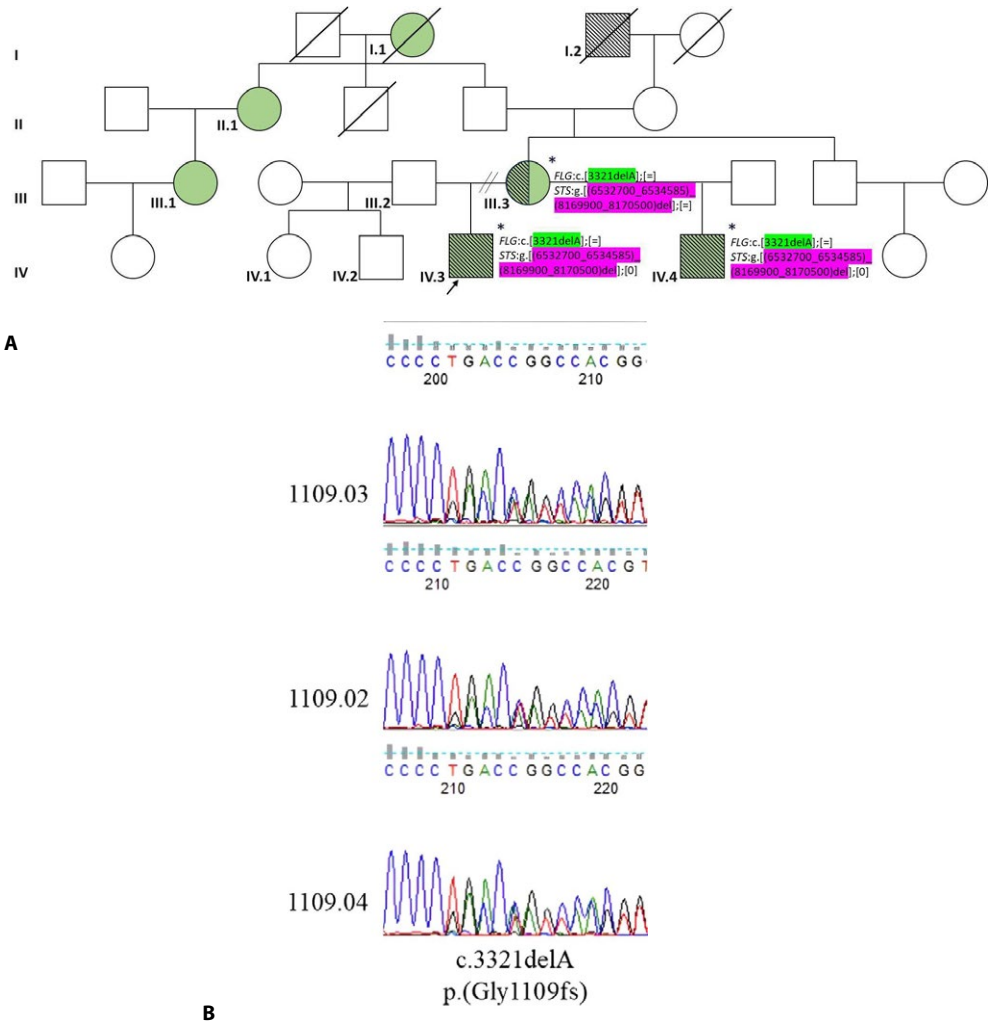 I
I.1
I.2
II
II.1
*
FLG:c.[3321delA];[=]
STS:g.[(6532700_6534585)_
(8169900_8170500)del];[=]
III
III.1
III.2
III.3
*
FLG:c.[3321delA];[=]
STS:g.[(6532700_6534585)_
(8169900_8170500)del];[0]
*
FLG:c.[3321delA];[=]
STS:g.[(6532700_6534585)_
(8169900_8170500)del];[0]
IV
IV.1
IV.2
IV.3
IV.4
A
CCCCTGACCGGCCACGG
200 210
1109.03
CCCCTGACCGGCCACGT
210 220
1109.02
CCCCTGACCGGCCACGG
210 220
1109.04
c.3321delA
p.(Gly1109fs)
B